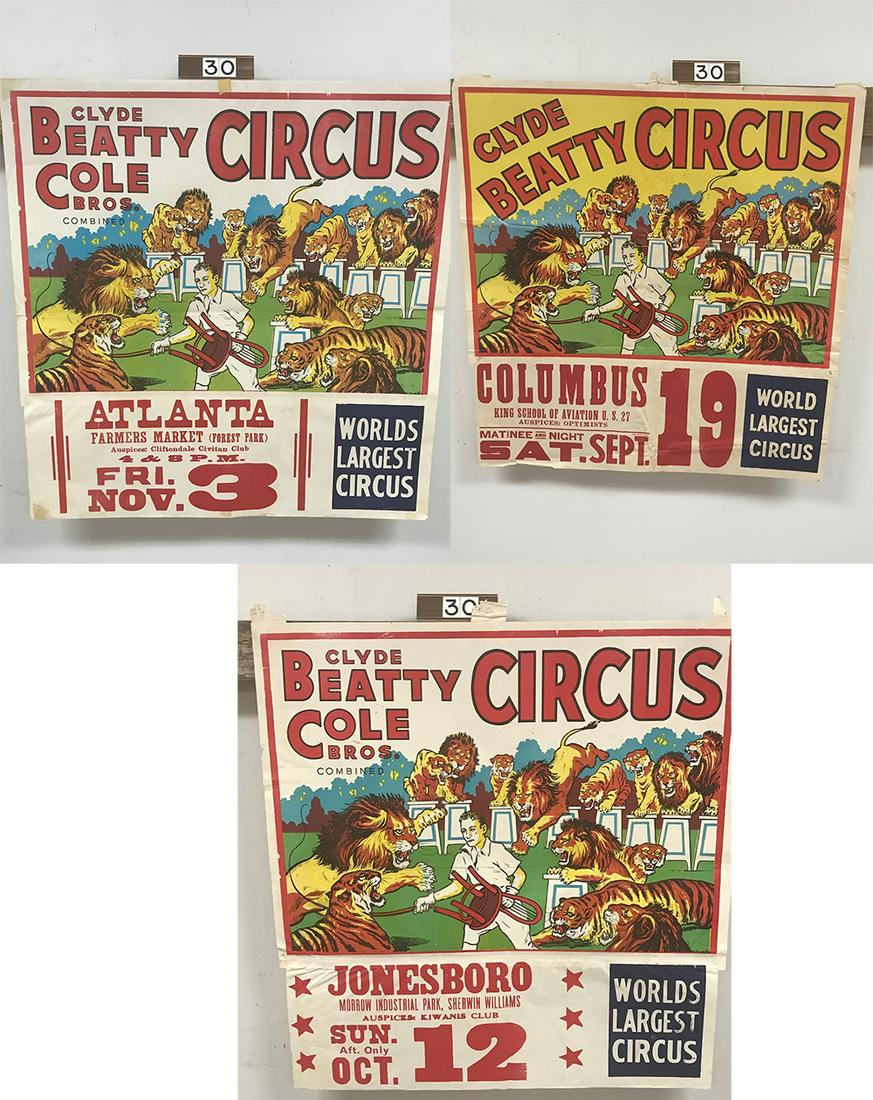 30
CLYDE
BEATTY CIRCUS
COLE
BROS.
COMBINED
ATLANTA
FARMERS MARKET (FOREST PARK)
Auspices: Cliftondale Civitan Club
4 & 8 P.M.
FRI.
NOV. 3
WORLDS
LARGEST
CIRCUS
30
CLYDE
BEATTY CIRCUS
COLUMBUS
KING SCHOOL OF AVIATION U. S. 27
AUSPICES: OPTIMISTS
MATINEE AND NIGHT
SAT. SEPT. 19
WORLD
LARGEST
CIRCUS
30
CLYDE
BEATTY CIRCUS
COLE
BROS.
COMBINED
JONESBORO
MORROW INDUSTRIAL PARK, SHERWIN WILLIAMS
AUSPICES: KIWANIS CLUB
SUN.
Aft. Only
OCT. 12
WORLDS
LARGEST
CIRCUS